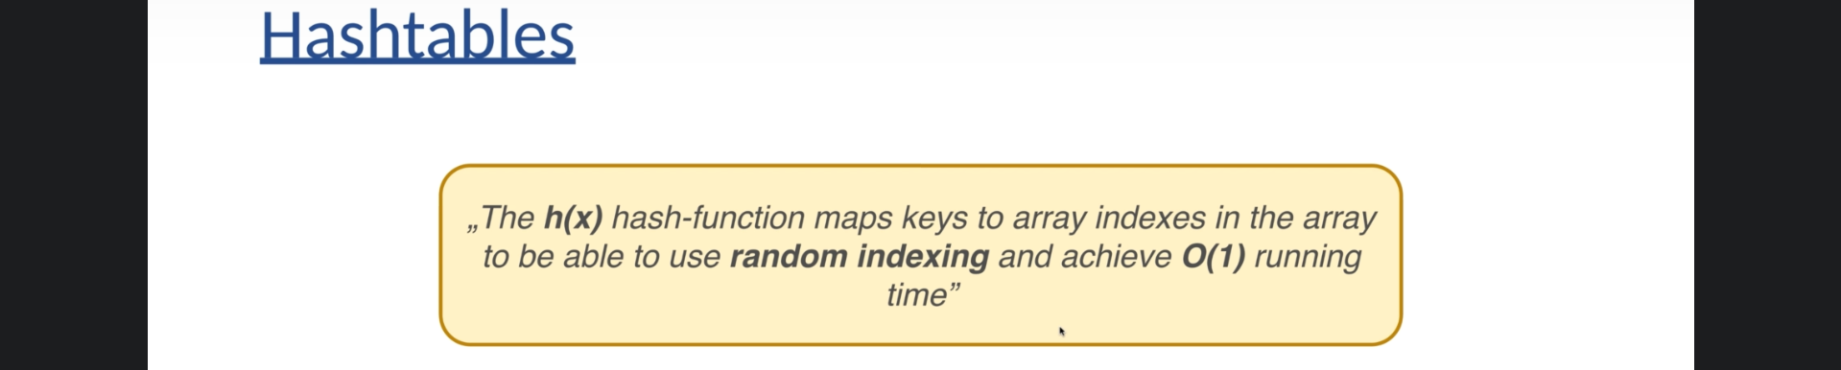 Hashtables
„The h(x) hash-function maps keys to array indexes in the array
to be able to use random indexing and achieve O(1) running
time”